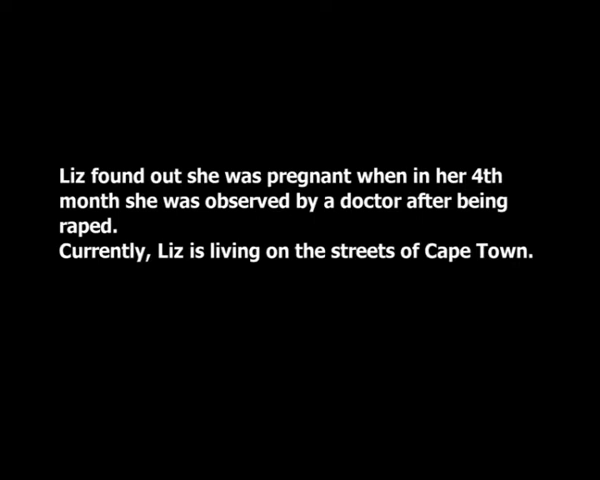 Liz found out she was pregnant when in her 4th
month she was observed by a doctor after being
raped.
Currently, Liz is living on the streets of Cape Town.